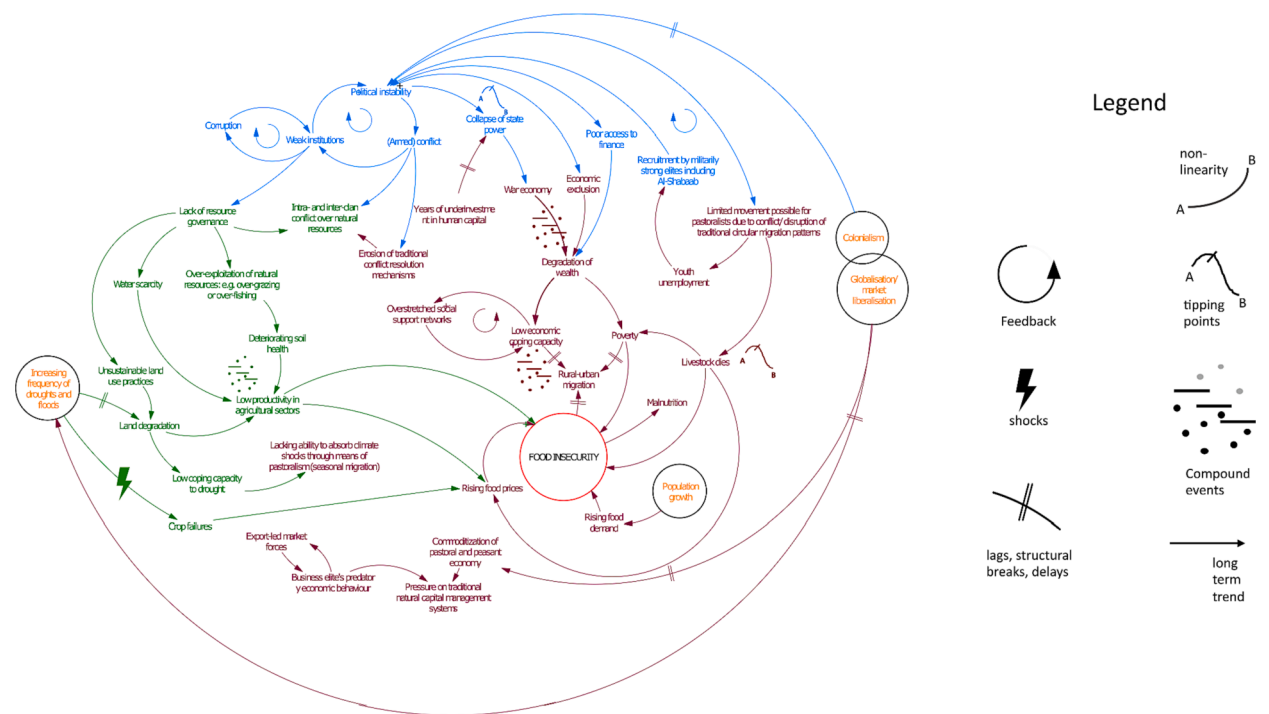 Legend
Political instability
A
B
Collapse of state
power
Corruption
Weak institutions
(Armed) conflict
Poor access to
finance
Recruitment by militarily
strong elites including
Al-Shabaab
non-
linearity
B
A
Economic
exclusion
War economy
Lack of resource
governance
Intra- and inter-clan
conflict over natural
resources
Years of underinvestme
nt in human capital
Limited movement possible for
pastoralists due to conflict/ disruption of
traditional circular migration patterns
Colonialism
Erosion of traditional
conflict resolution
mechanisms
Degradation of
wealth
Youth
unemployment
Globalisation/
market
liberalisation
Water scarcity
Over-exploitation of natural
resources: e.g. over-grazing
or over-fishing
A
B
tipping
points
Feedback
Overstretched social
support networks
Low economic
coping capacity
Poverty
Deteriorating soil
health
Livestock dies
A
B
Increasing
frequency of
droughts and
floods
Unsustainable land
use practices
Rural-urban
migration
Low productivity in
agricultural sectors
Malnutrition
Land degradation
shocks
Lacking ability to absorb climate
shocks through means of
pastoralism (seasonal migration)
FOOD INSECURITY
Low coping capacity
to drought
Rising food prices
Population
growth
Compound
events
Crop failures
Rising food
demand
Export-led market
forces
Commoditization of
pastoral and peasant
economy
Business elite's predator
y economic behaviour
Pressure on traditional
natural capital management
systems
lags, structural
breaks, delays
long
term
trend